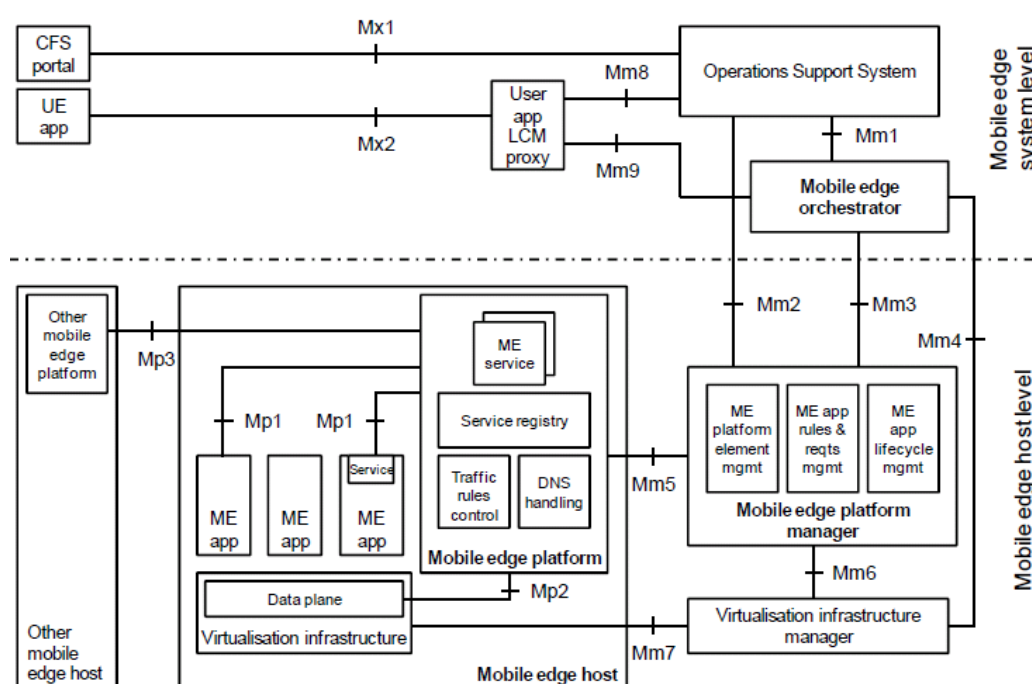 CFS
portal
Mx1
Operations Support System
UE
app
Mx2
User
app
LCM
proxy
Mm8
Mm9
Mm1
Mobile edge
orchestrator
Mobile edge
system level
Other
mobile
edge
platform
Mp3
ME
service
Mm2
Mm3
Mm4
Mp1
Mp1
Service registry
ME
platform
element
mgmt
ME app
rules &
reqts
mgmt
ME
app
lifecycle
mgmt
Mobile edge platform
manager
ME
app
ME
app
Service
ME
app
Traffic
rules
control
DNS
handling
Mobile edge platform
Mm5
Mm6
Mp2
Data plane
Virtualisation infrastructure
Mm7
Virtualisation infrastructure
manager
Other
mobile
edge host
Mobile edge host
Mobile edge host level